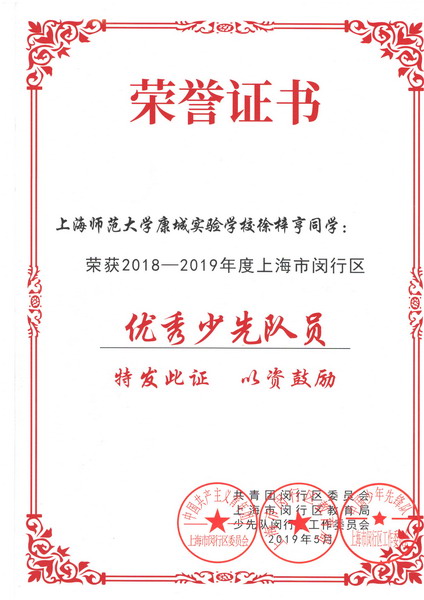 荣誉证书
上海师范大学康城实验学校徐梓亨同学：
荣获2018—2019年度上海市闵行区
优秀少先队员
特发此证 以资鼓励
共青团闵行区委员会
上海市闵行区教育局
少先队闵行区工作委员会
2019年5月
中国共产主义青年团
上海市闵行区委员会
上海市闵行区教育局
中国少年先锋队
上海市闵行区工作委员会